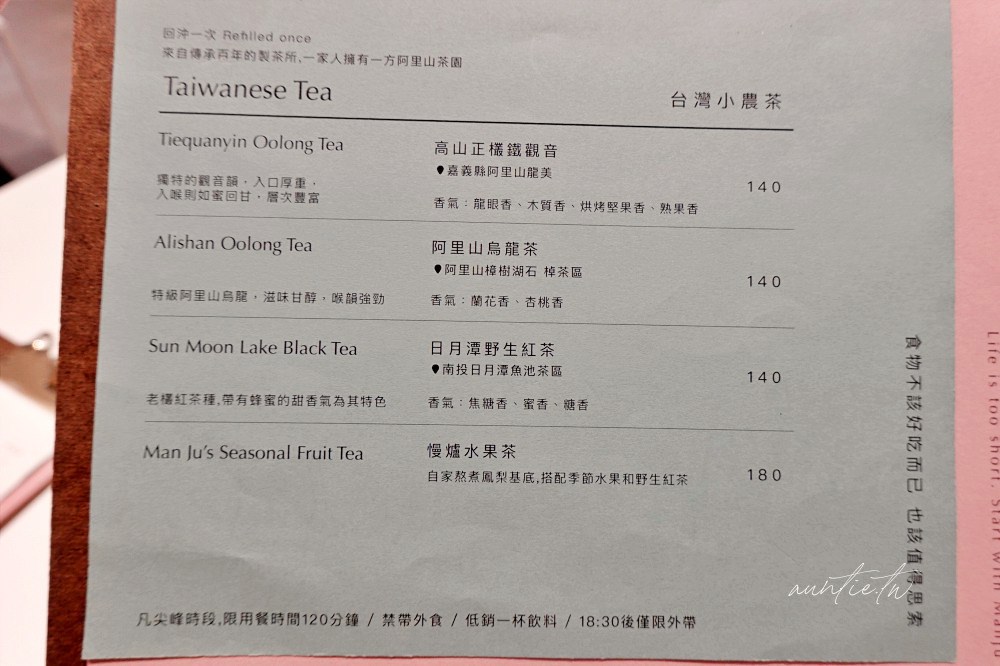 回沖一次 Refilled once
來自傳承百年的製茶所,一家人擁有一方阿里山茶園
Taiwanese Tea
台灣小農茶
Tiequanyin Oolong Tea
高山正欉鐵觀音
嘉義縣阿里山龍美
獨特的觀音韻，入口厚重，
入喉則如蜜回甘，層次豐富
香氣：龍眼香、木質香、烘烤堅果香、熟果香
140
Alishan Oolong Tea
阿里山烏龍茶
阿里山樟樹湖石 棹茶區
特級阿里山烏龍，滋味甘醇，喉韻強勁
香氣：蘭花香、杏桃香
140
Sun Moon Lake Black Tea
日月潭野生紅茶
南投日月潭魚池茶區
老欉紅茶種,帶有蜂蜜的甜香氣為其特色
香氣：焦糖香、蜜香、糖香
140
Man Ju's Seasonal Fruit Tea
慢爐水果茶
自家熬煮鳳梨基底,搭配季節水果和野生紅茶
180
凡尖峰時段,限用餐時間120分鐘 / 禁帶外食 / 低銷一杯飲料 / 18:30後僅限外帶
食物不該好吃而已 也該值得思索
Life is too short. Start with
auntie.tw